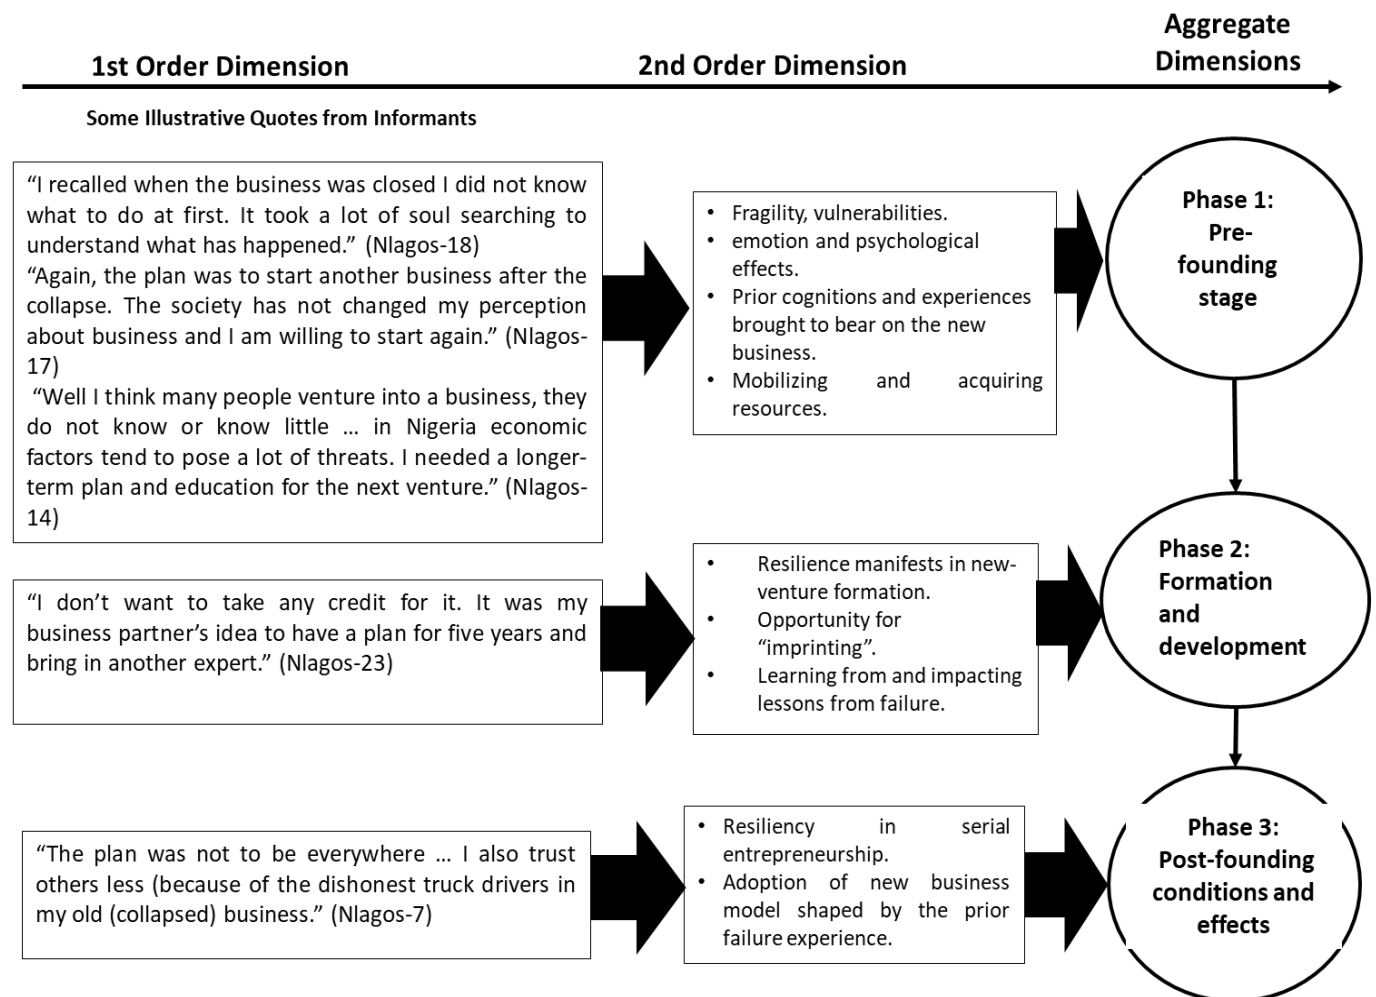 Aggregate
Dimensions
1st Order Dimension
2nd Order Dimension
Some Illustrative Quotes from Informants
“I recalled when the business was closed I did not know
what to do at first. It took a lot of soul searching to
understand what has happened.” (Nlagos-18)
“Again, the plan was to start another business after the
collapse. The society has not changed my perception
about business and I am willing to start again.” (Nlagos-
17)
“Well I think many people venture into a business, they
do not know or know little … in Nigeria economic
factors tend to pose a lot of threats. I needed a longer-
term plan and education for the next venture.” (Nlagos-
14)
• Fragility, vulnerabilities.
• emotion and psychological
effects.
• Prior cognitions and experiences
brought to bear on the new
business.
• Mobilizing and acquiring
resources.
Phase 1:
Pre-
founding
stage
“I don’t want to take any credit for it. It was my
business partner’s idea to have a plan for five years and
bring in another expert.” (Nlagos-23)
• Resilience manifests in new-
venture formation.
• Opportunity for
“imprinting”.
• Learning from and impacting
lessons from failure.
Phase 2:
Formation
and
development
“The plan was not to be everywhere … I also trust
others less (because of the dishonest truck drivers in
my old (collapsed) business.” (Nlagos-7)
• Resiliency in serial
entrepreneurship.
• Adoption of new business
model shaped by the prior
failure experience.
Phase 3:
Post-founding
conditions and
effects